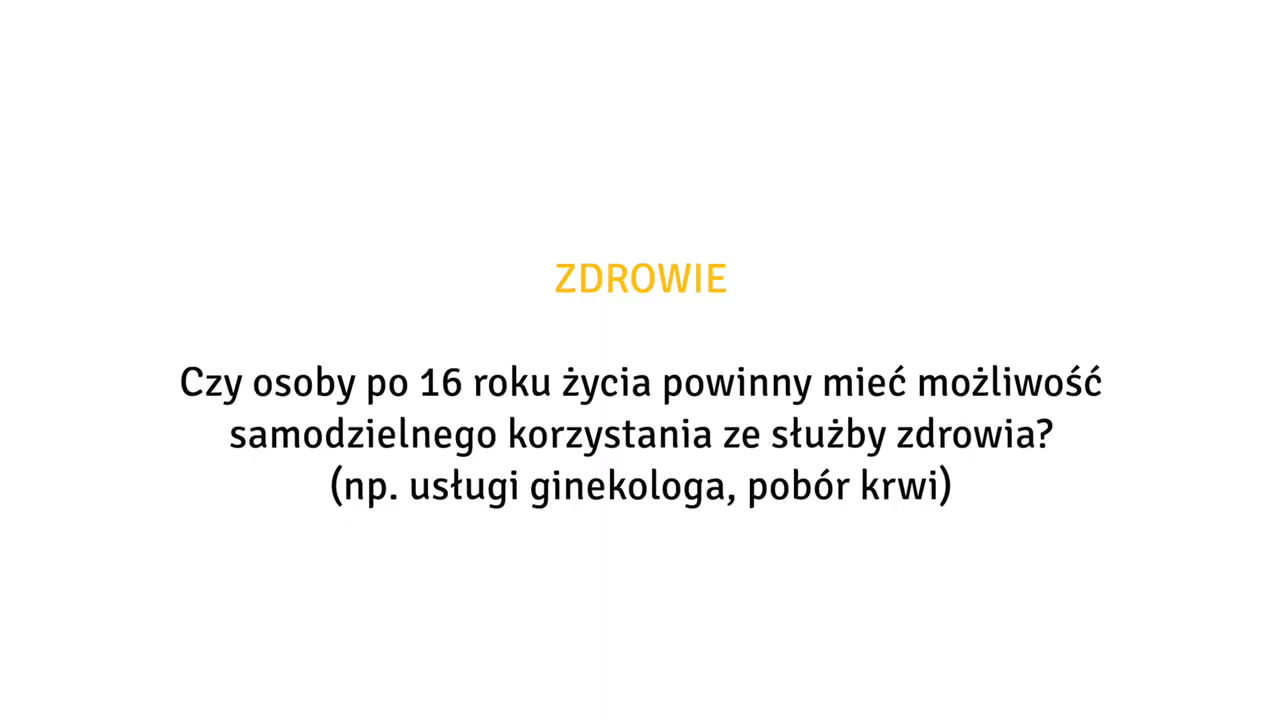 ZDROWIE
Czy osoby po 16 roku życia powinny mieć możliwość
samodzielnego korzystania ze służby zdrowia?
(np. usługi ginekologa, pobór krwi)